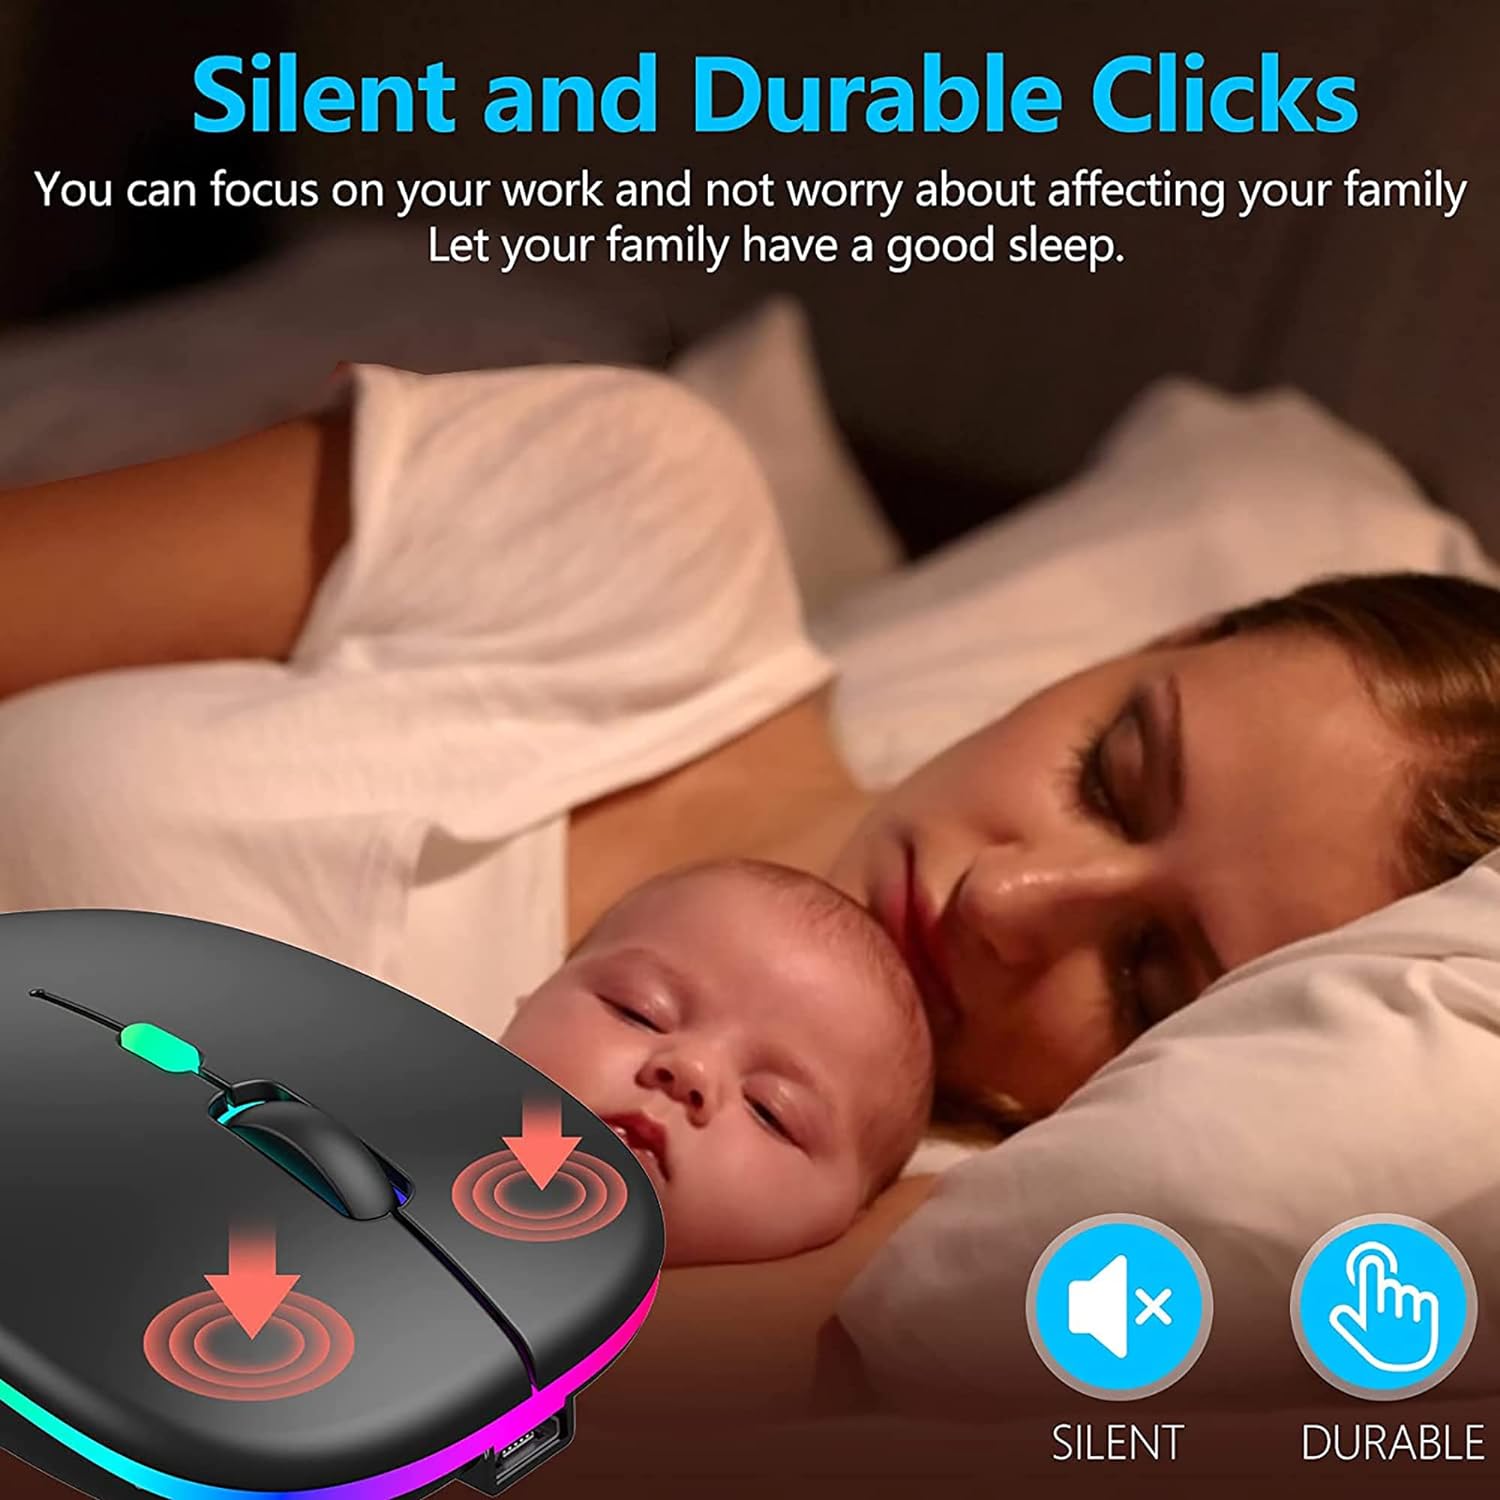 Silent and Durable Clicks
You can focus on your work and not worry about affecting your family
Let your family have a good sleep.
SILENT
DURABLE